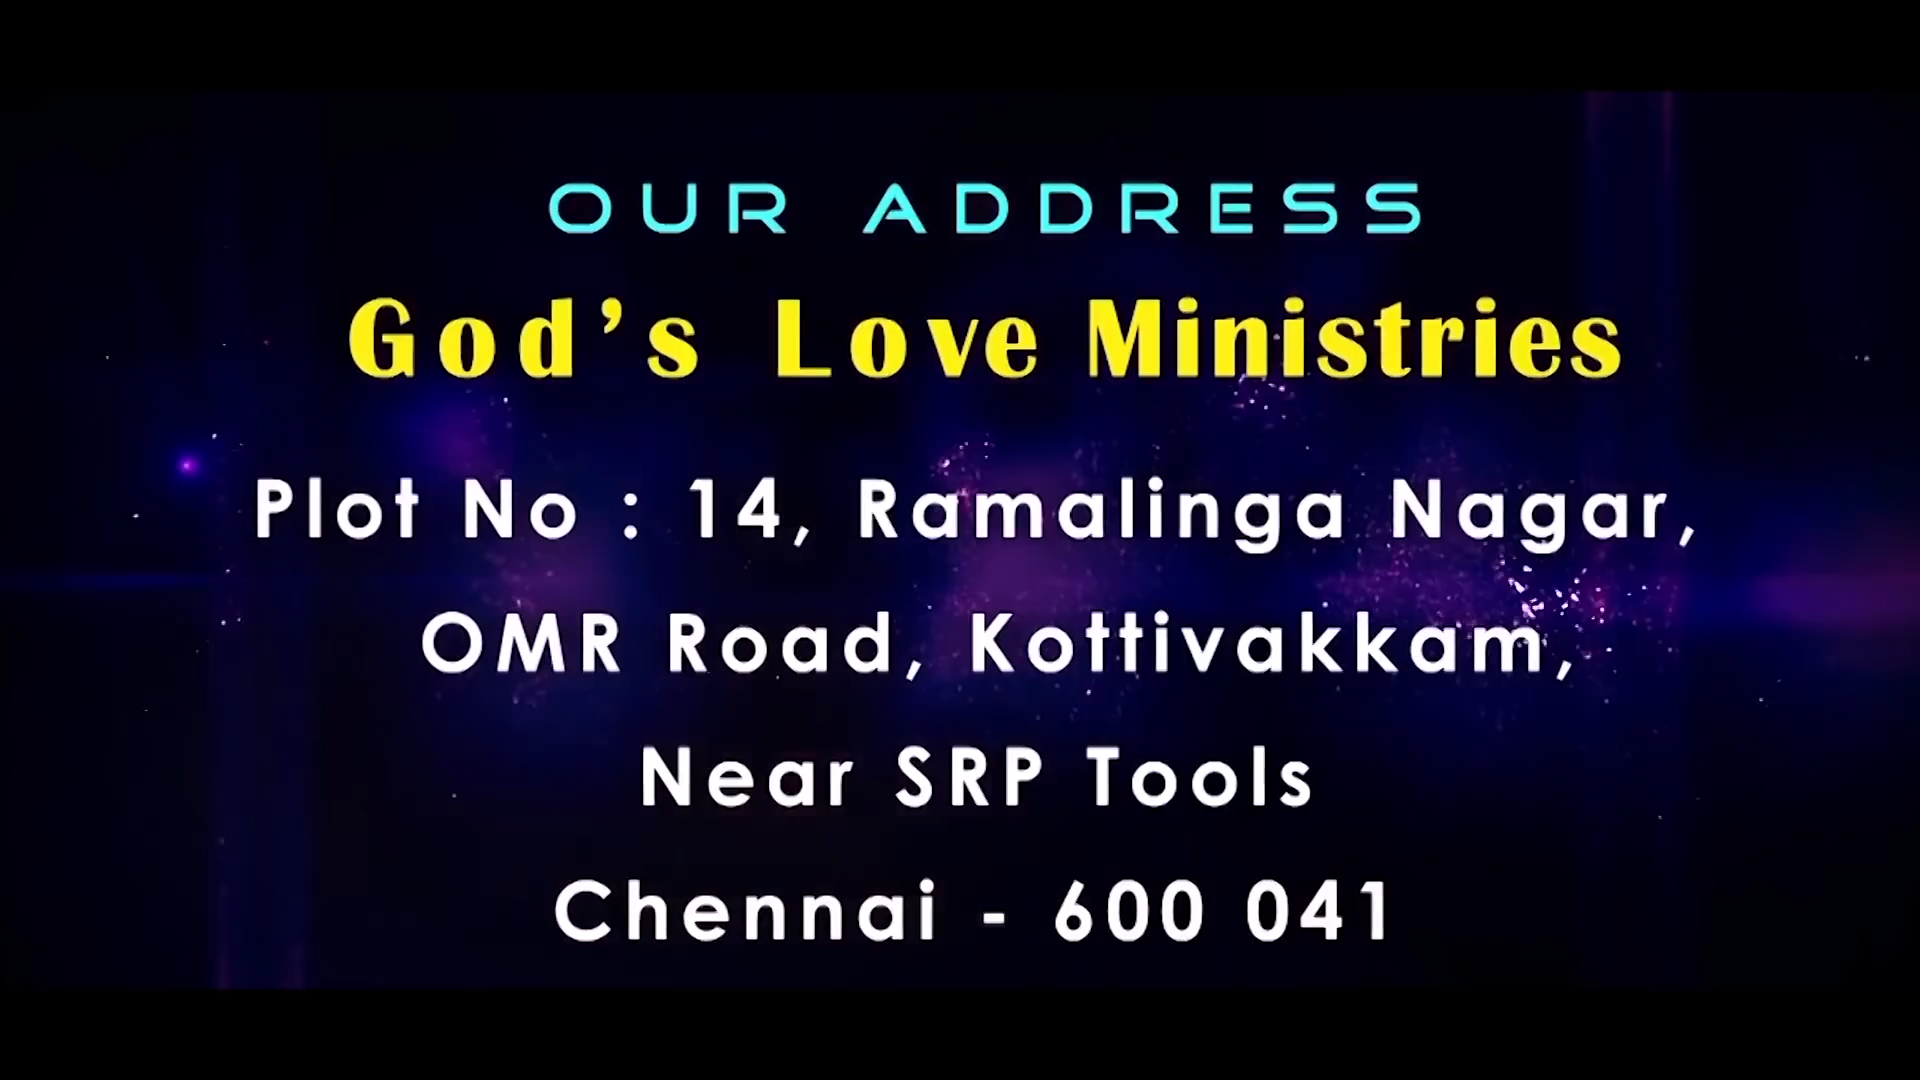 OUR ADDRESS
God’s Love Ministries
Plot No : 14, Ramalinga Nagar,
OMR Road, Kottivakkam,
Near SRP Tools
Chennai - 600 041